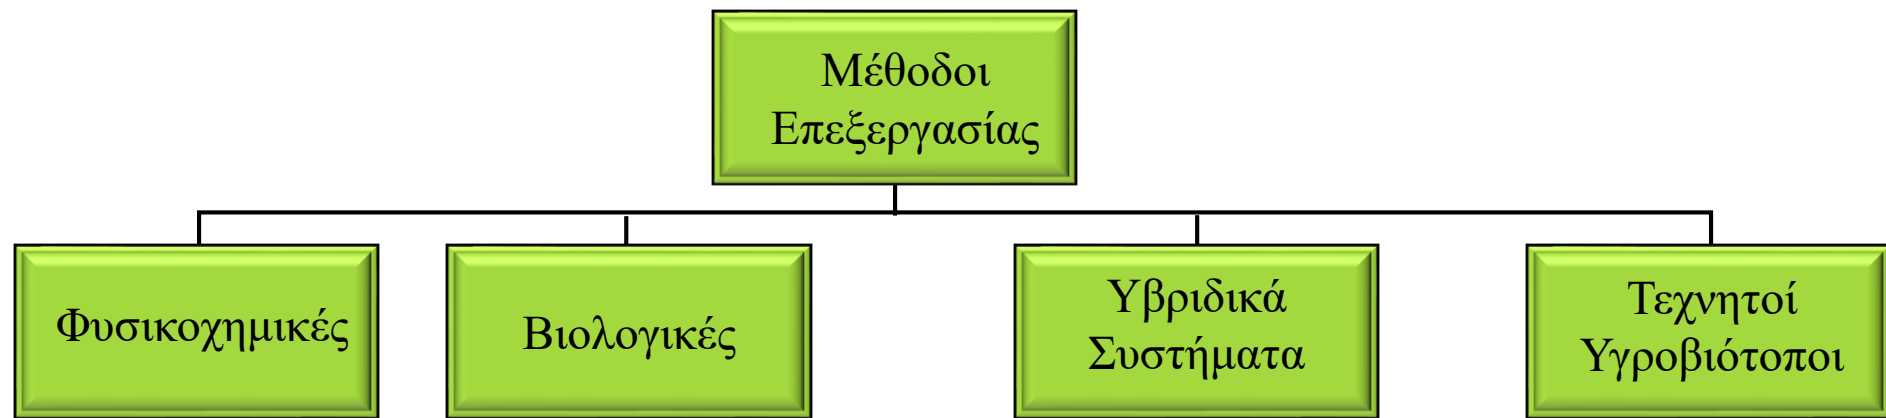 Μέθοδοι
Επεξεργασίας
Φυσικοχημικές
Βιολογικές
Υβριδικά
Συστήματα
Τεχνητοί
Υγροβιότοποι